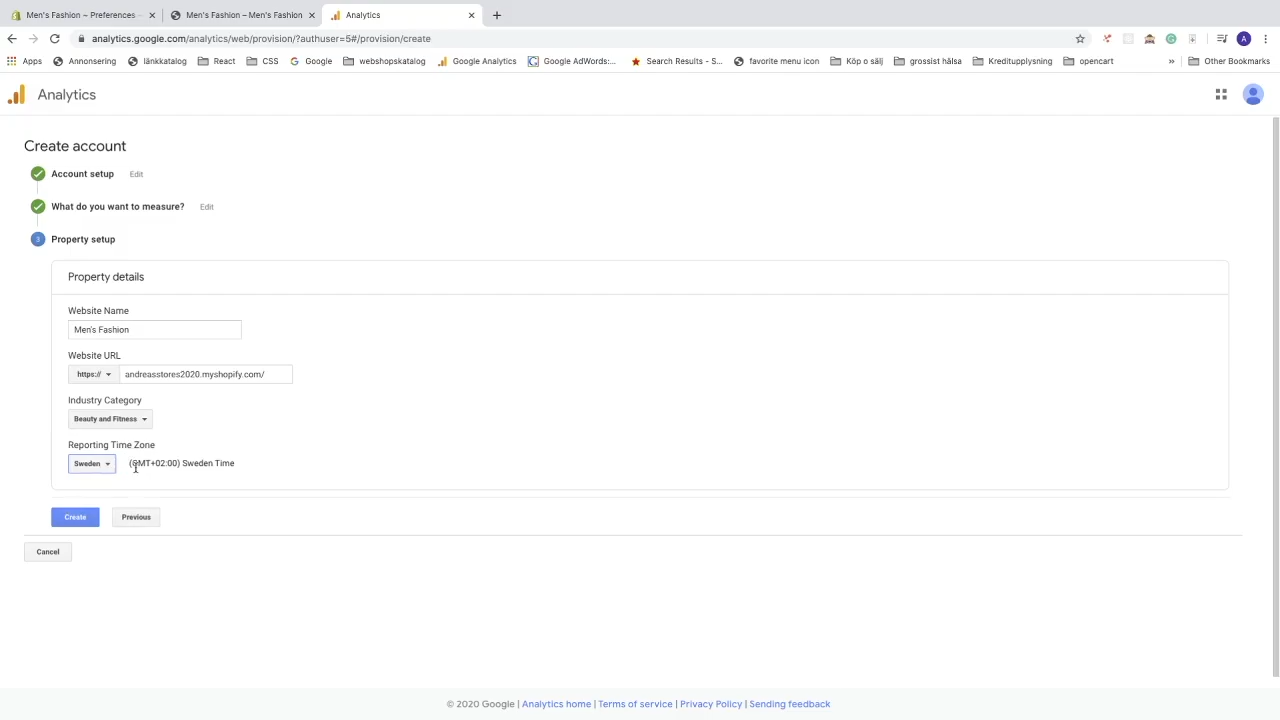 Men's Fashion ~ Preferences
Men's Fashion – Men's Fashion
Analytics
analytics.google.com/analytics/web/provision/?authuser=5#/provision/create
A
Apps
Annonsering
länkkatalog
React
CSS
Google
webshopskatalog
Google Analytics
Google AdWords:...
Search Results - S...
favorite menu icon
Köp o sälj
grossist hälsa
Kreditupplysning
opencart
»
Other Bookmarks
Analytics
Create account
Account setup Edit
What do you want to measure? Edit
3 Property setup
Property details
Website Name
Men's Fashion
Website URL
https:// andreasstores2020.myshopify.com/
Industry Category
Beauty and Fitness
Reporting Time Zone
Sweden (GMT+02:00) Sweden Time
Create Previous
Cancel
© 2020 Google | Analytics home | Terms of service | Privacy Policy | Sending feedback